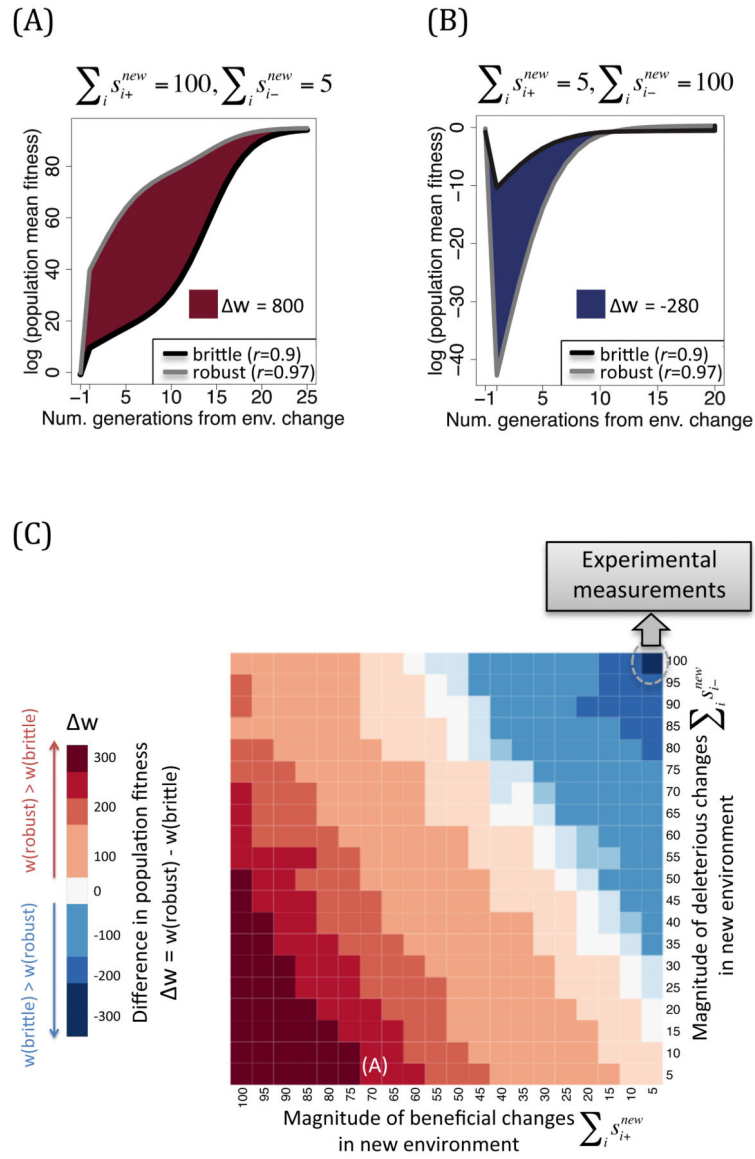 (A)
∑ᵢ sᵢ₊ⁿᵉʷ = 100, ∑ᵢ sᵢ₋ⁿᵉʷ = 5
log (population mean fitness)
80
60
40
20
0
Δw = 800
brittle (r=0.9)
robust (r=0.97)
−1 5 10 15 20 25
Num. generations from env. change
(B)
∑ᵢ sᵢ₊ⁿᵉʷ = 5, ∑ᵢ sᵢ₋ⁿᵉʷ = 100
log (population mean fitness)
0
−10
−20
−30
−40
Δw = -280
brittle (r=0.9)
robust (r=0.97)
−1 5 10 20
Num. generations from env. change
(C)
Experimental
measurements
w(brittle) > w(robust)
w(robust) > w(brittle)
Δw
300
200
100
0
-100
-200
-300
Difference in population fitness
Δw = w(robust) - w(brittle)
(A)
100
95
90
85
80
75
70
65
60
55
50
45
40
35
30
25
20
15
10
5
Magnitude of deleterious changes
in new environment
∑ᵢ sᵢ₋ⁿᵉʷ
100 95 90 85 80 75 70 65 60 55 50 45 40 35 30 25 20 15 10 5
Magnitude of beneficial changes
in new environment
∑ᵢ sᵢ₊ⁿᵉʷ